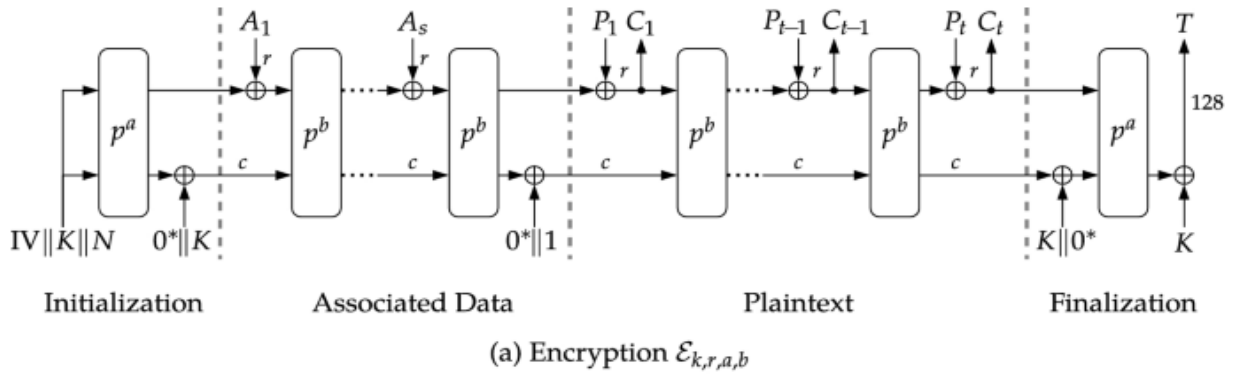 A₁ Aₛ P₁ C₁ Pₜ₋₁ Cₜ₋₁ Pₜ Cₜ T
r r r r r
128
pᵃ pᵇ pᵇ pᵇ pᵇ pᵃ
c c c c c
IV‖K‖N 0*‖K 0*‖1 K‖0* K
Initialization Associated Data Plaintext Finalization
(a) Encryption ℰₖ,ᵣ,ₐ,b